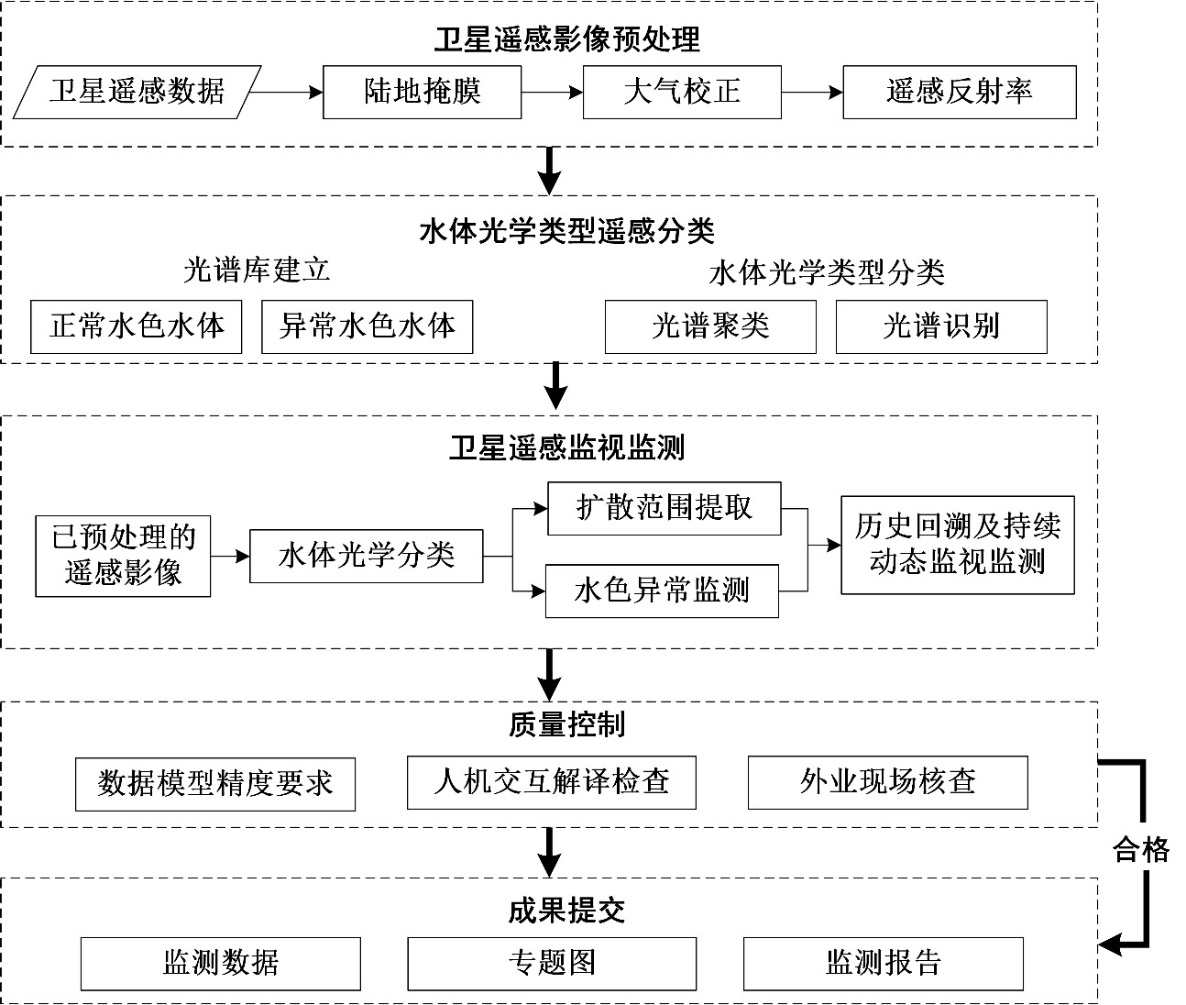 卫星遥感影像预处理
卫星遥感数据
陆地掩膜
大气校正
遥感反射率
水体光学类型遥感分类
光谱库建立
水体光学类型分类
正常水色水体
异常水色水体
光谱聚类
光谱识别
卫星遥感监视监测
已预处理的
遥感影像
水体光学分类
扩散范围提取
水色异常监测
历史回溯及持续
动态监视监测
质量控制
数据模型精度要求
人机交互解译检查
外业现场核查
合格
成果提交
监测数据
专题图
监测报告